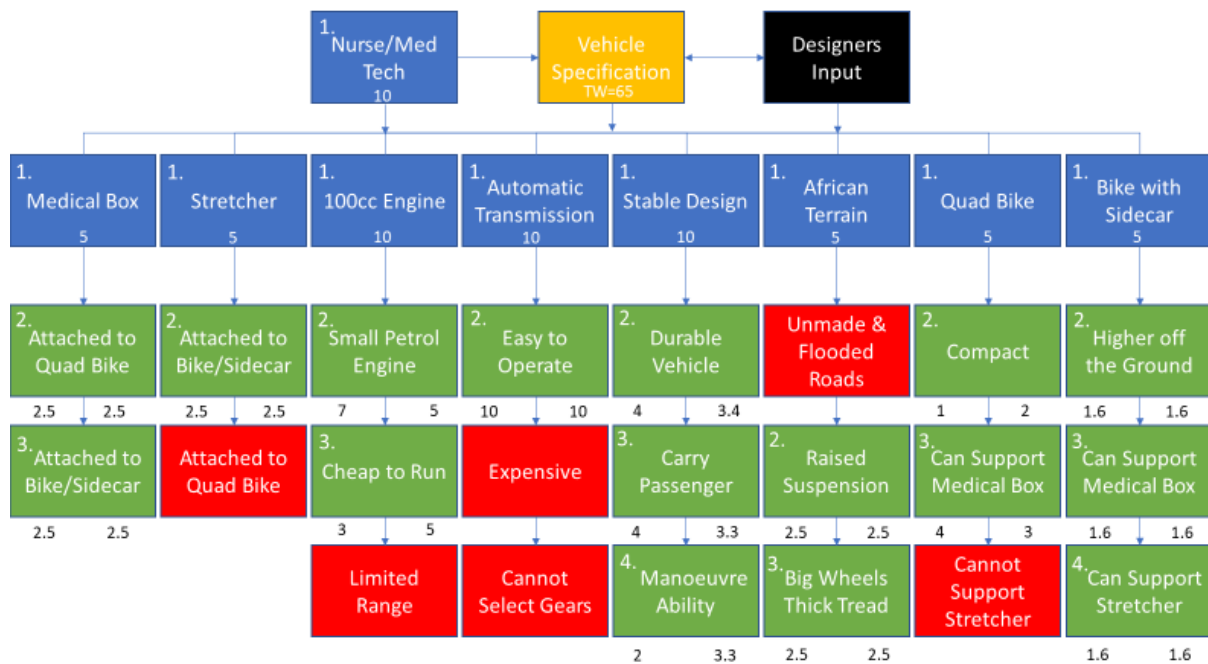 1. Nurse/Med
Tech
10
Vehicle
Specification
TW=65
Designers
Input
1.
Medical Box
5
1.
Stretcher
5
1.
100cc Engine
10
1.
Automatic
Transmission
10
1.
Stable Design
10
1.
African
Terrain
5
1.
Quad Bike
5
1. Bike with
Sidecar
5
2.
Attached to
Quad Bike
2.5 2.5
2.
Attached to
Bike/Sidecar
2.5 2.5
2.
Small Petrol
Engine
7 5
2.
Easy to
Operate
10 10
2.
Durable
Vehicle
4 3.4
Unmade &
Flooded
Roads
2.
Compact
1 2
2.
Higher off
the Ground
1.6 1.6
3.
Attached to
Bike/Sidecar
2.5 2.5
Attached to
Quad Bike
3.
Cheap to Run
3 5
Expensive
3.
Carry
Passenger
4 3.3
2.
Raised
Suspension
2.5 2.5
3.
Can Support
Medical Box
4 3
3.
Can Support
Medical Box
1.6 1.6
Limited
Range
Cannot
Select Gears
4. Manoeuvre
Ability
2 3.3
3. Big Wheels
Thick Tread
2.5 2.5
Cannot
Support
Stretcher
4. Can Support
Stretcher
1.6 1.6